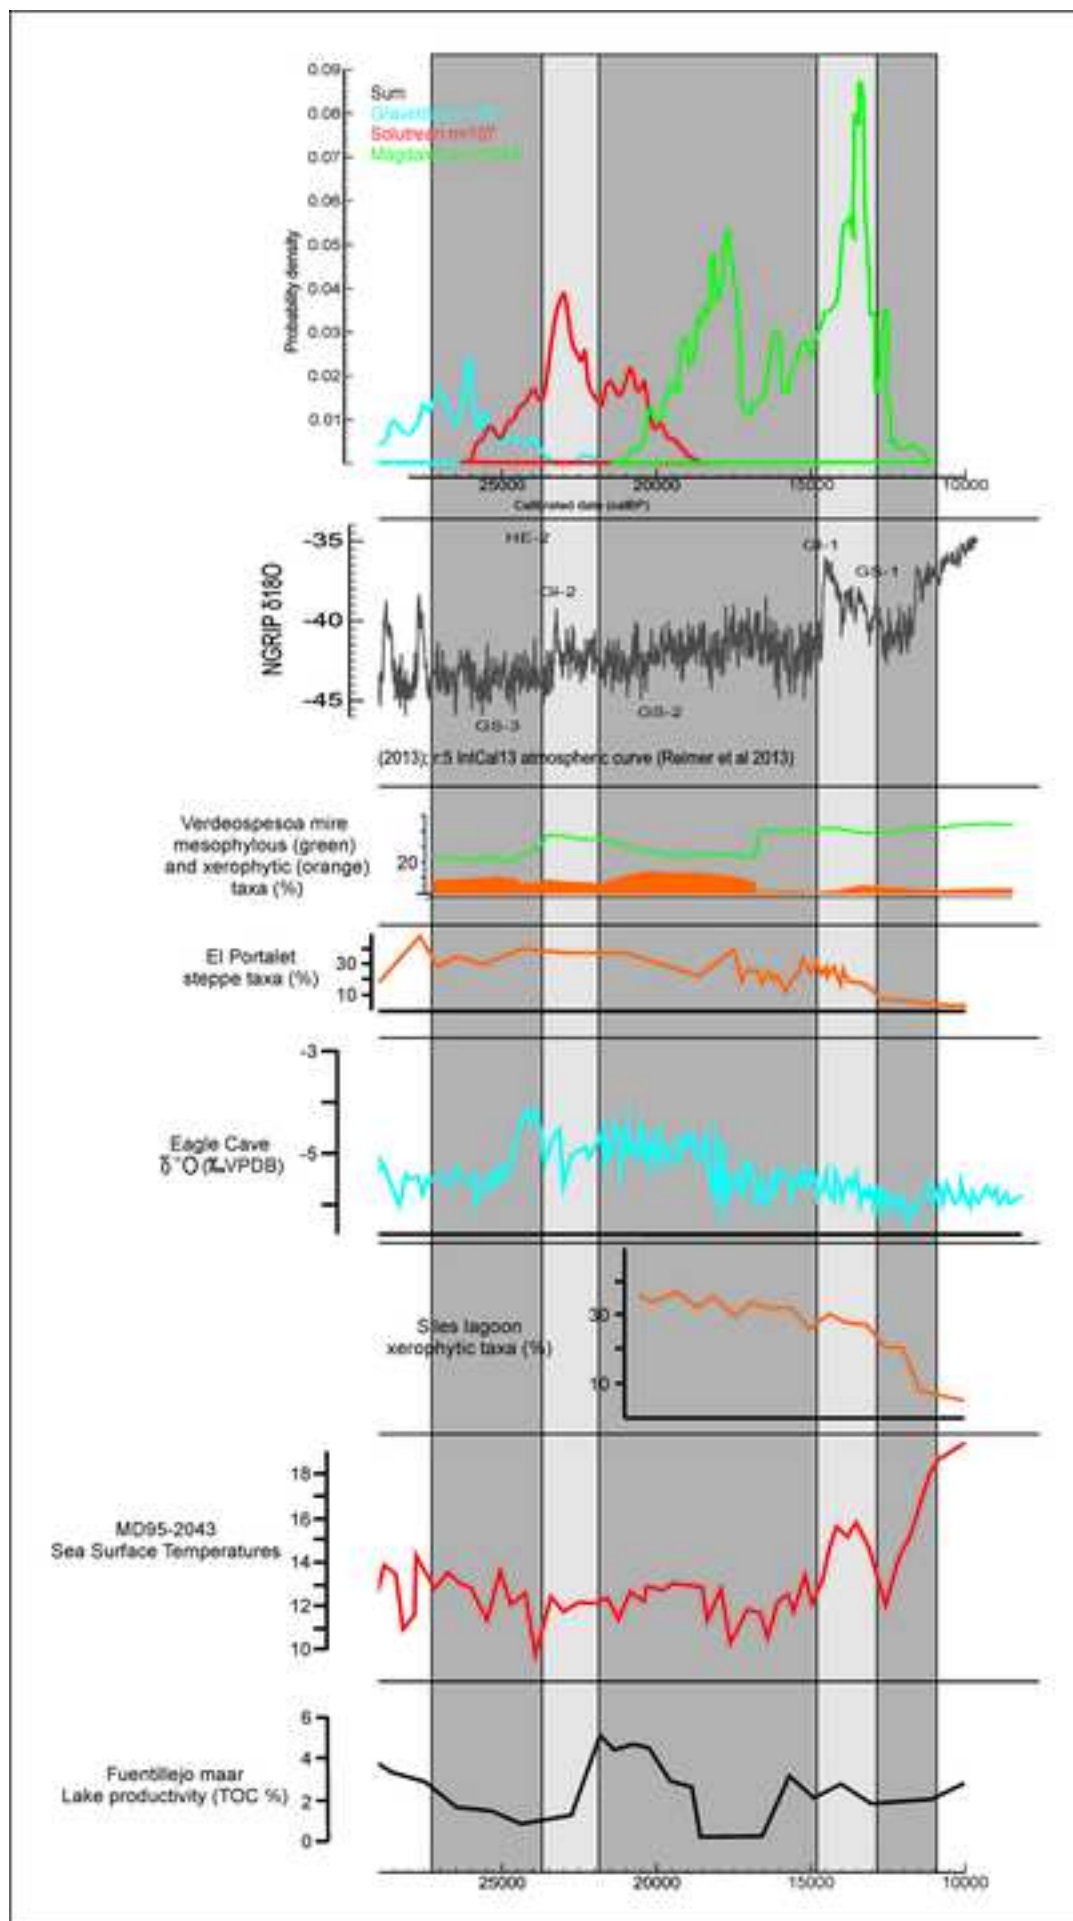 0.09
Sum
0.08
Solutrean n=107
0.07
0.06
0.05
0.04
0.03
0.02
0.01
Probability density
25000 20000 15000 10000
Calibrated date (calBP)
-35
HE-2
GI-1
GS-1
GI-2
-40
NGRIP δ18O
-45
GS-3
GS-2
(2013); r:5 IntCal13 atmospheric curve (Reimer et al 2013)
Verdeospesoa mire
mesophylous (green)
and xerophytic (orange)
taxa (%)
20
El Portalet
steppe taxa (%)
30
10
-3
Eagle Cave
-5
(‰VPDB)
Siles lagoon
xerophytic taxa (%)
30
10
18
16
MD95-2043
Sea Surface Temperatures
14
12
10
6
4
Fuentillejo maar
Lake productivity (TOC %)
2
0
25000 20000 15000 10000